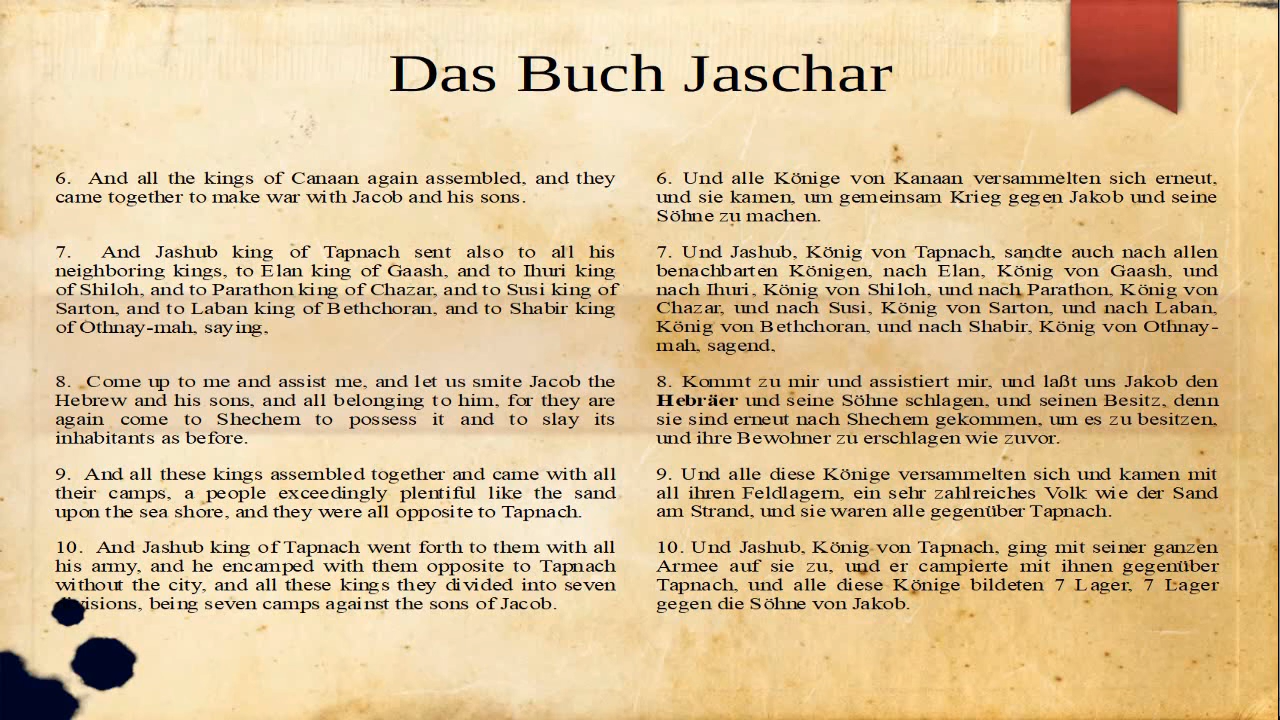 Das Buch Jaschar
6. And all the kings of Canaan again assembled, and they
came together to make war with Jacob and his sons.
7. And Jashub king of Tapnach sent also to all his
neighboring kings, to Elan king of Gaash, and to Ihuri king
of Shiloh, and to Parathon king of Chazar, and to Susi king of
Sarton, and to Laban king of Bethchoran, and to Shabir king
of Othnay-mah, saying,
8. Come up to me and assist me, and let us smite Jacob the
Hebrew and his sons, and all belonging to him, for they are
again come to Shechem to possess it and to slay its
inhabitants as before.
9. And all these kings assembled together and came with all
their camps, a people exceedingly plentiful like the sand
upon the sea shore, and they were all opposite to Tapnach.
10. And Jashub king of Tapnach went forth to them with all
his army, and he encamped with them opposite to Tapnach
without the city, and all these kings they divided into seven
divisions, being seven camps against the sons of Jacob.
6. Und alle Könige von Kanaan versammelten sich erneut,
und sie kamen, um gemeinsam Krieg gegen Jakob und seine
Söhne zu machen.
7. Und Jashub, König von Tapnach, sandte auch nach allen
benachbarten Königen, nach Elan, König von Gaash, und
nach Ihuri, König von Shiloh, und nach Parathon, König von
Chazar, und nach Susi, König von Sarton, und nach Laban,
König von Bethchoran, und nach Shabir, König von Othnay-
mah, sagend,
8. Kommt zu mir und assistiert mir, und laßt uns Jakob den
Hebräer und seine Söhne schlagen, und seinen Besitz, denn
sie sind erneut nach Shechem gekommen, um es zu besitzen,
und ihre Bewohner zu erschlagen wie zuvor.
9. Und alle diese Könige versammelten sich und kamen mit
all ihren Feldlagern, ein sehr zahlreiches Volk wie der Sand
am Strand, und sie waren alle gegenüber Tapnach.
10. Und Jashub, König von Tapnach, ging mit seiner ganzen
Armee auf sie zu, und er campierte mit ihnen gegenüber
Tapnach, und alle diese Könige bildeten 7 Lager, 7 Lager
gegen die Söhne von Jakob.